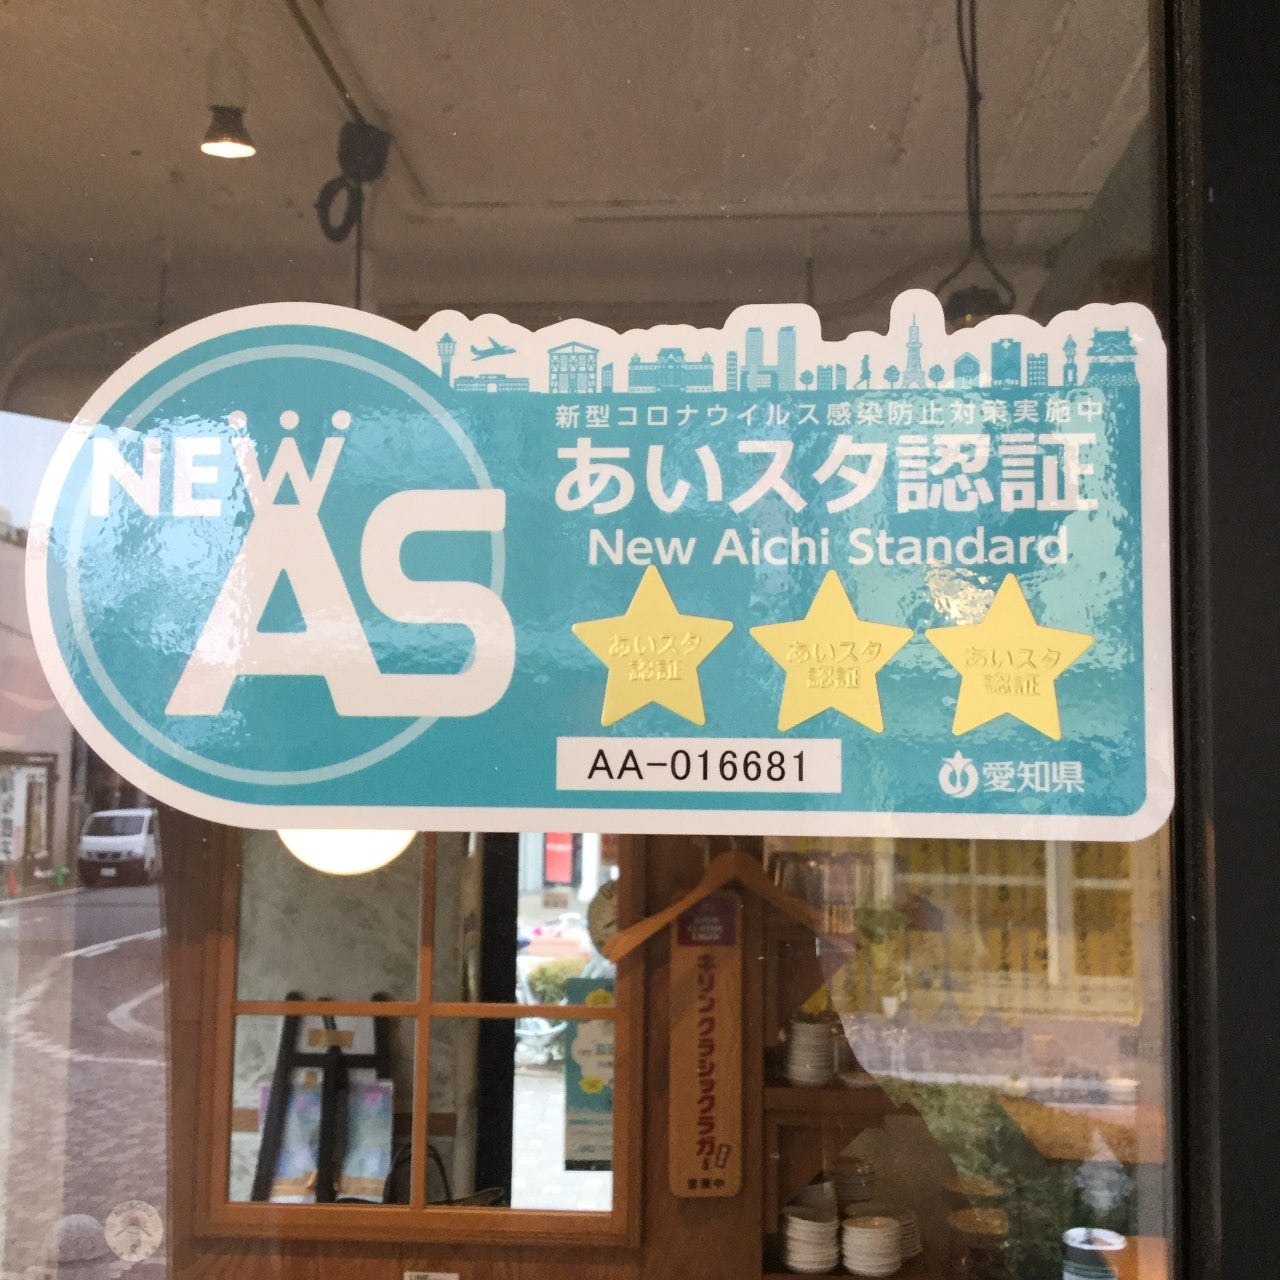 新型コロナウイルス感染防止対策実施中
NEW
AS
あいスタ認証
New Aichi Standard
あいスタ
認証
あいスタ
認証
あいスタ
認証
AA-016681
愛知県
キリンクラシックラガー
営業中